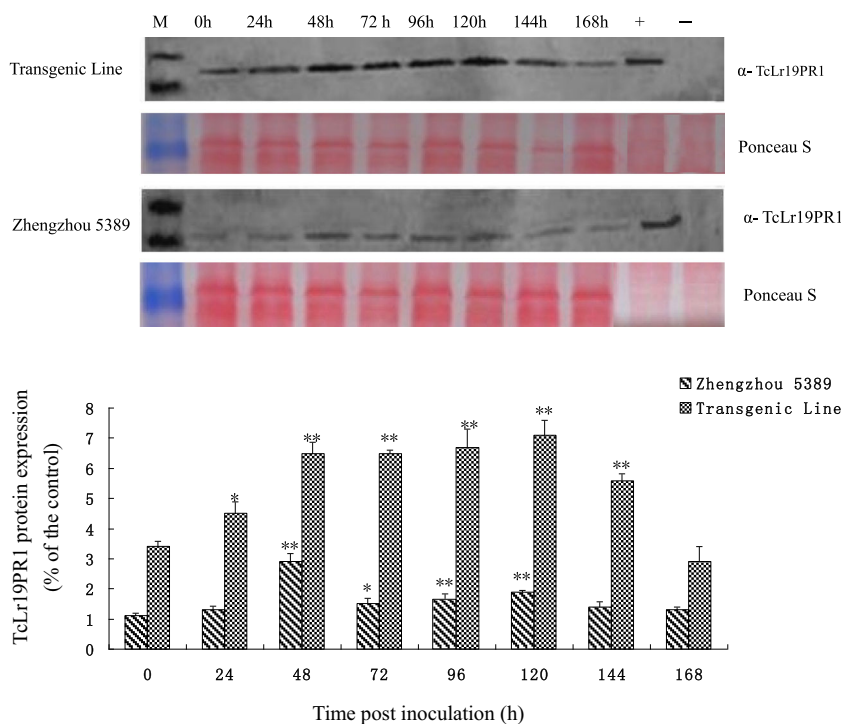 M 0h 24h 48h 72 h 96h 120h 144h 168h + −
Transgenic Line
α- TcLr19PR1
Ponceau S
Zhengzhou 5389
α- TcLr19PR1
Ponceau S
Zhengzhou 5389
Transgenic Line
TcLr19PR1 protein expression
(% of the control)
8
7
6
5
4
3
2
1
0
** ** ** **
* **
** * ** **
0 24 48 72 96 120 144 168
Time post inoculation (h)